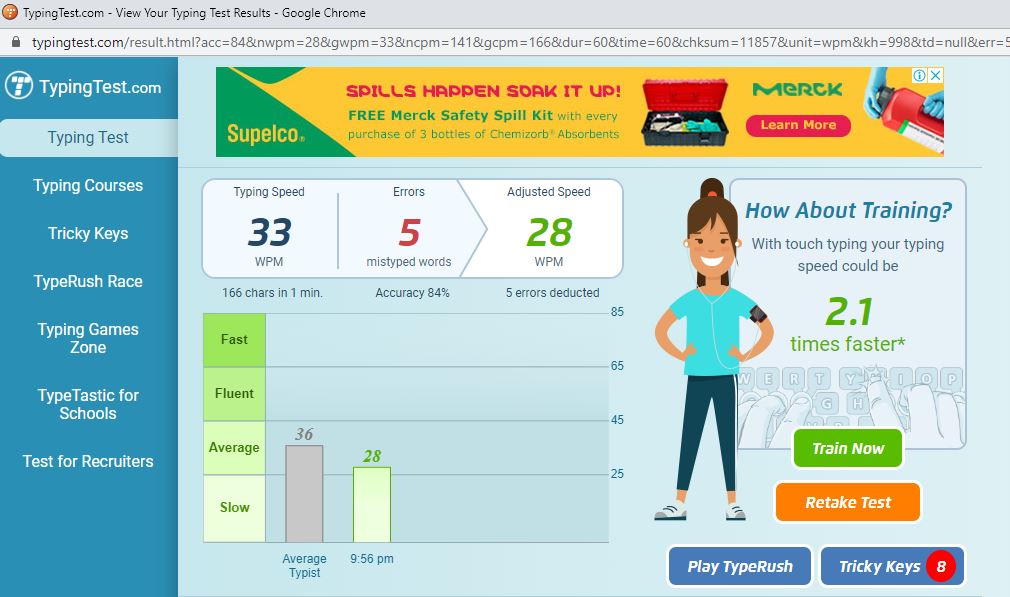 TypingTest.com - View Your Typing Test Results - Google Chrome
typingtest.com/result.html?acc=84&nwpm=28&gwpm=33&ncpm=141&gcpm=166&dur=60&time=60&chksum=11857&unit=wpm&kh=998&td=null&err=5
TypingTest.com
Typing Test
Typing Courses
Tricky Keys
TypeRush Race
Typing Games
Zone
TypeTastic for
Schools
Test for Recruiters
Supelco®
SPILLS HAPPEN SOAK IT UP!
FREE Merck Safety Spill Kit with every
purchase of 3 bottles of Chemizorb® Absorbents
MERCK
Learn More
Typing Speed
33
WPM
166 chars in 1 min.
Errors
5
mistyped words
Accuracy 84%
Adjusted Speed
28
WPM
5 errors deducted
85
Fast
65
Fluent
45
Average
36
28
25
Slow
Average
Typist
9:56 pm
How About Training?
With touch typing your typing
speed could be
2.1
times faster*
W E R T Y I O P
G H
Train Now
Retake Test
Play TypeRush
Tricky Keys 8